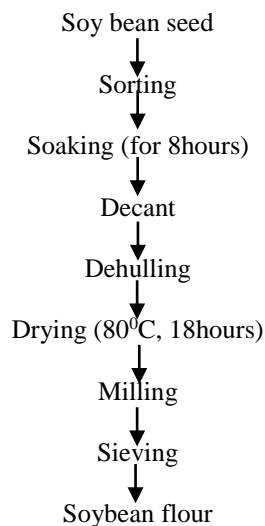 Soy bean seed
Sorting
Soaking (for 8hours)
Decant
Dehulling
Drying (80⁰C, 18hours)
Milling
Sieving
Soybean flour